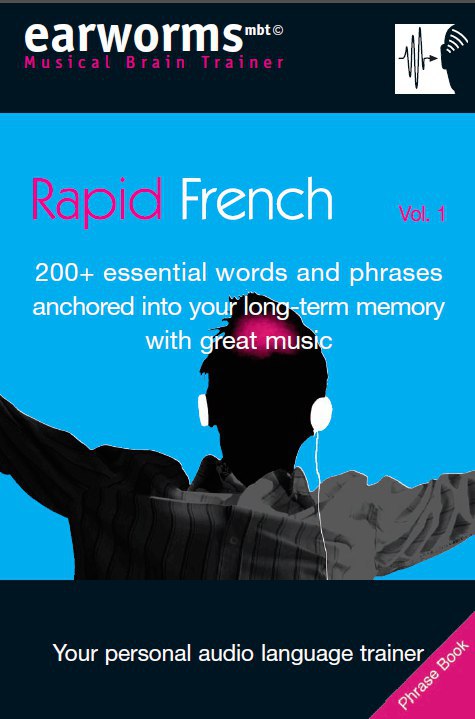 earworms mbt ©
Musical Brain Trainer
Rapid French Vol. 1
200+ essential words and phrases
anchored into your long-term memory
with great music
Your personal audio language trainer
Phrase Book